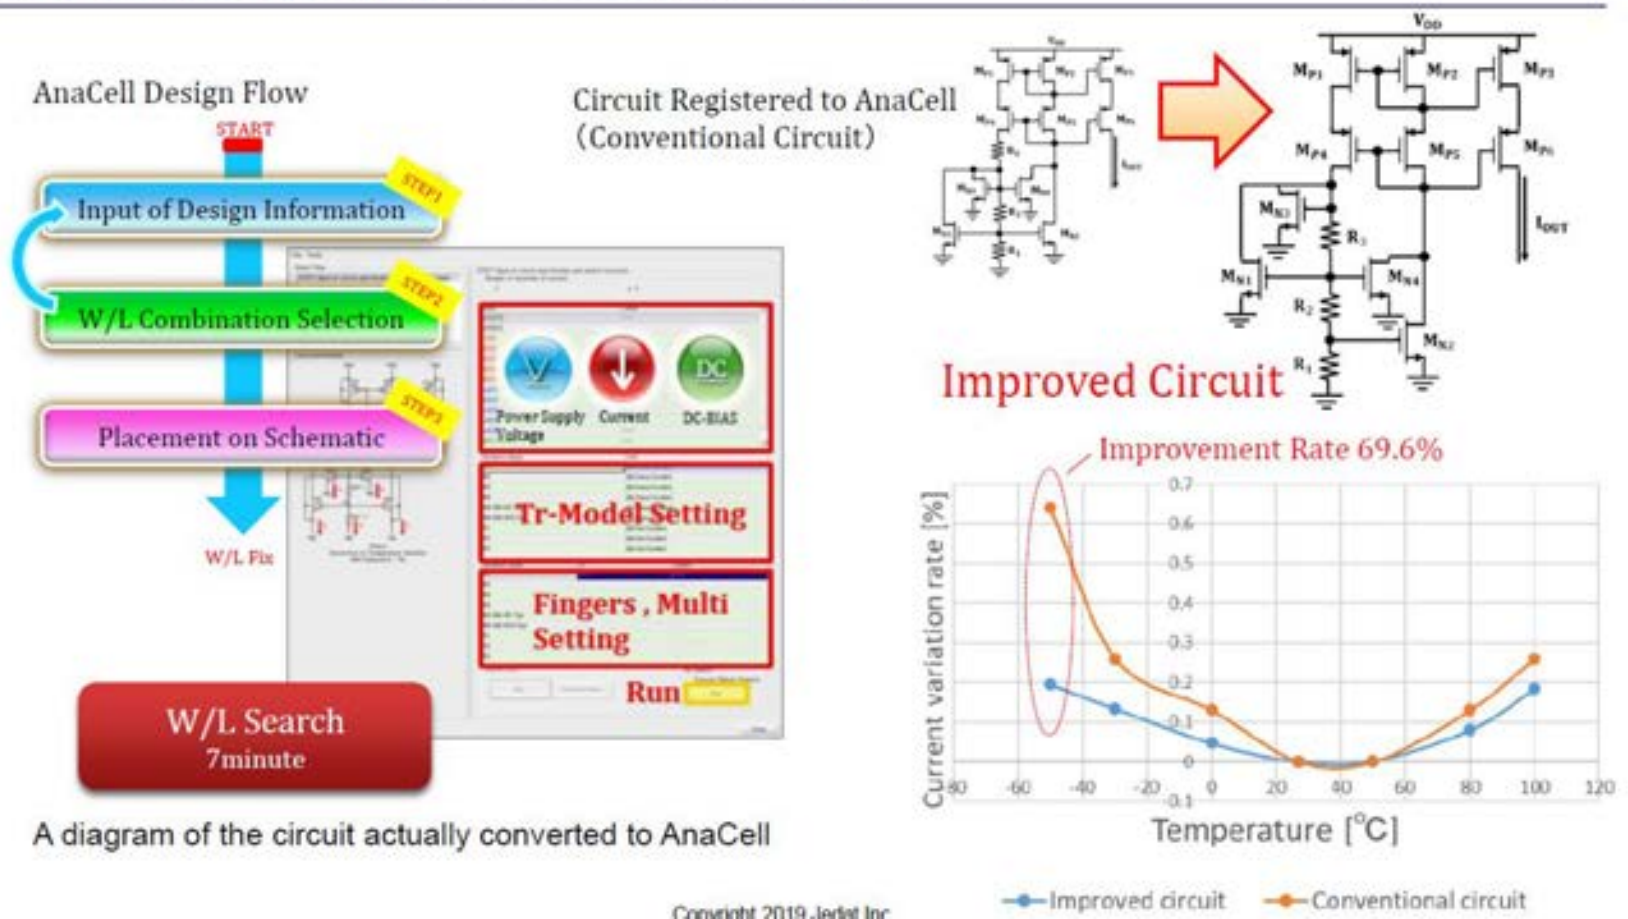 AnaCell Design Flow
START
STEP1
Input of Design Information
STEP2
W/L Combination Selection
STEP3
Placement on Schematic
W/L Fix
W/L Search
7minute
Power Supply Voltage
Current
DC
DC-BIAS
Tr-Model Setting
Fingers , Multi
Setting
Run
A diagram of the circuit actually converted to AnaCell
Circuit Registered to AnaCell
（Conventional Circuit）
VDD
MP1
MP2
MP3
MP4
MP5
MP6
IOUT
MN3
R3
MN1
MN4
R2
MN2
R1
Improved Circuit
Improvement Rate 69.6%
Current variation rate [%]
0.7
0.6
0.5
0.4
0.3
0.2
0.1
0
-0.1
-80 -60 -40 -20 0 20 40 60 80 100 120
Temperature [°C]
Improved circuit
Conventional circuit
Copyright 2019 Jedat Inc